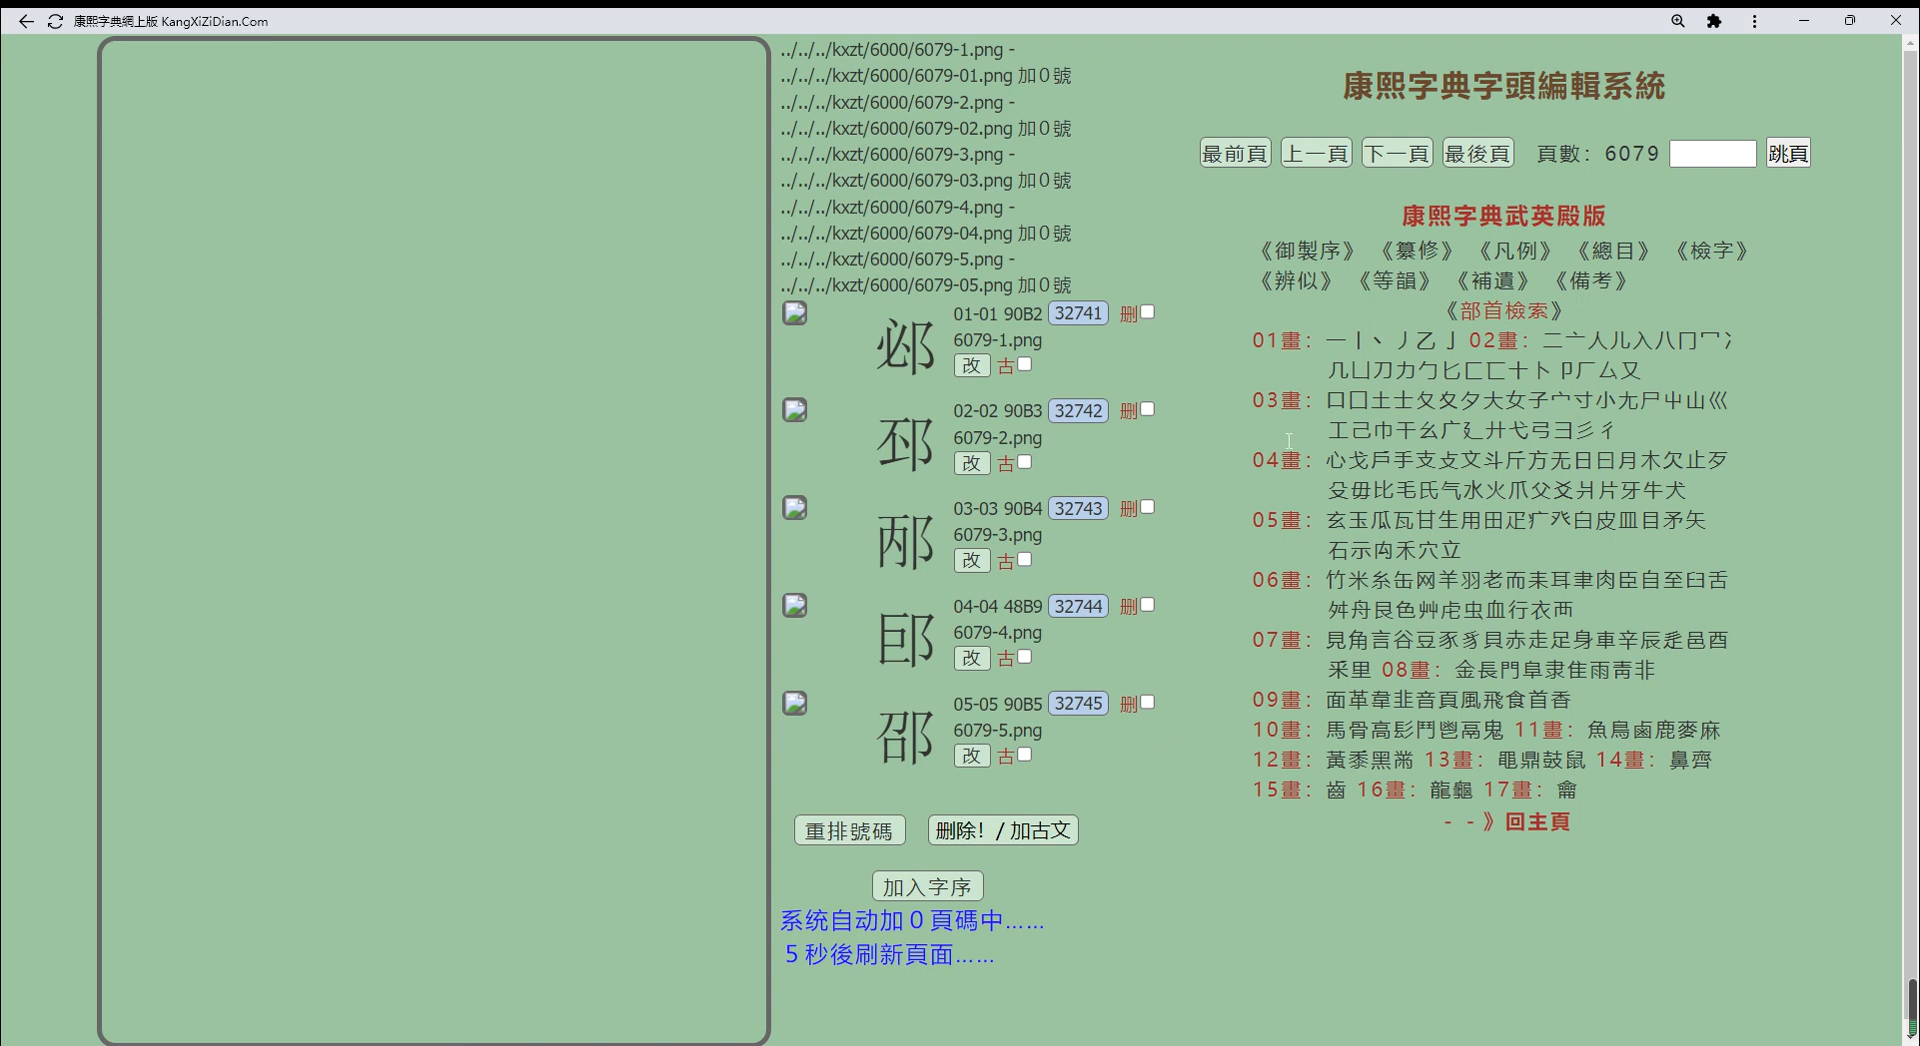 康熙字典網上版 KangXiZiDian.Com
../../../kxzt/6000/6079-1.png -
../../../kxzt/6000/6079-01.png 加０號
../../../kxzt/6000/6079-2.png -
../../../kxzt/6000/6079-02.png 加０號
../../../kxzt/6000/6079-3.png -
../../../kxzt/6000/6079-03.png 加０號
../../../kxzt/6000/6079-4.png -
../../../kxzt/6000/6079-04.png 加０號
../../../kxzt/6000/6079-5.png -
../../../kxzt/6000/6079-05.png 加０號
邲 01-01 90B2 32741 刪
6079-1.png
改 古
邳 02-02 90B3 32742 刪
6079-2.png
改 古
邴 03-03 90B4 32743 刪
6079-3.png
改 古
䢹 04-04 48B9 32744 刪
6079-4.png
改 古
邵 05-05 90B5 32745 刪
6079-5.png
改 古
重排號碼 刪除！/ 加古文
加入字序
系统自动加０頁碼中……
５秒後刷新頁面……
康熙字典字頭編輯系統
最前頁 上一頁 下一頁 最後頁 頁數：6079 跳頁
康熙字典武英殿版
《御製序》《纂修》《凡例》《總目》《檢字》
《辨似》《等韻》《補遺》《備考》
《部首檢索》
01畫：一丨丶丿乙亅02畫：二亠人儿入八冂冖冫
几凵刀力勹匕匚匸十卜卩厂厶又
03畫：口囗土士夂夊夕大女子宀寸小尢尸屮山巛
工己巾干幺广廴廾弋弓彐彡彳
04畫：心戈戶手支攴文斗斤方无日曰月木欠止歹
殳毋比毛氏气水火爪父爻爿片牙牛犬
05畫：玄玉瓜瓦甘生用田疋疒癶白皮皿目矛矢
石示禸禾穴立
06畫：竹米糸缶网羊羽老而耒耳聿肉臣自至臼舌
舛舟艮色艸虍虫血行衣襾
07畫：見角言谷豆豕豸貝赤走足身車辛辰辵邑酉
釆里 08畫：金長門阜隶隹雨靑非
09畫：面革韋韭音頁風飛食首香
10畫：馬骨高髟鬥鬯鬲鬼 11畫：魚鳥鹵鹿麥麻
12畫：黃黍黑黹 13畫：黽鼎鼓鼠 14畫：鼻齊
15畫：齒 16畫：龍龜 17畫：龠
- -》回主頁